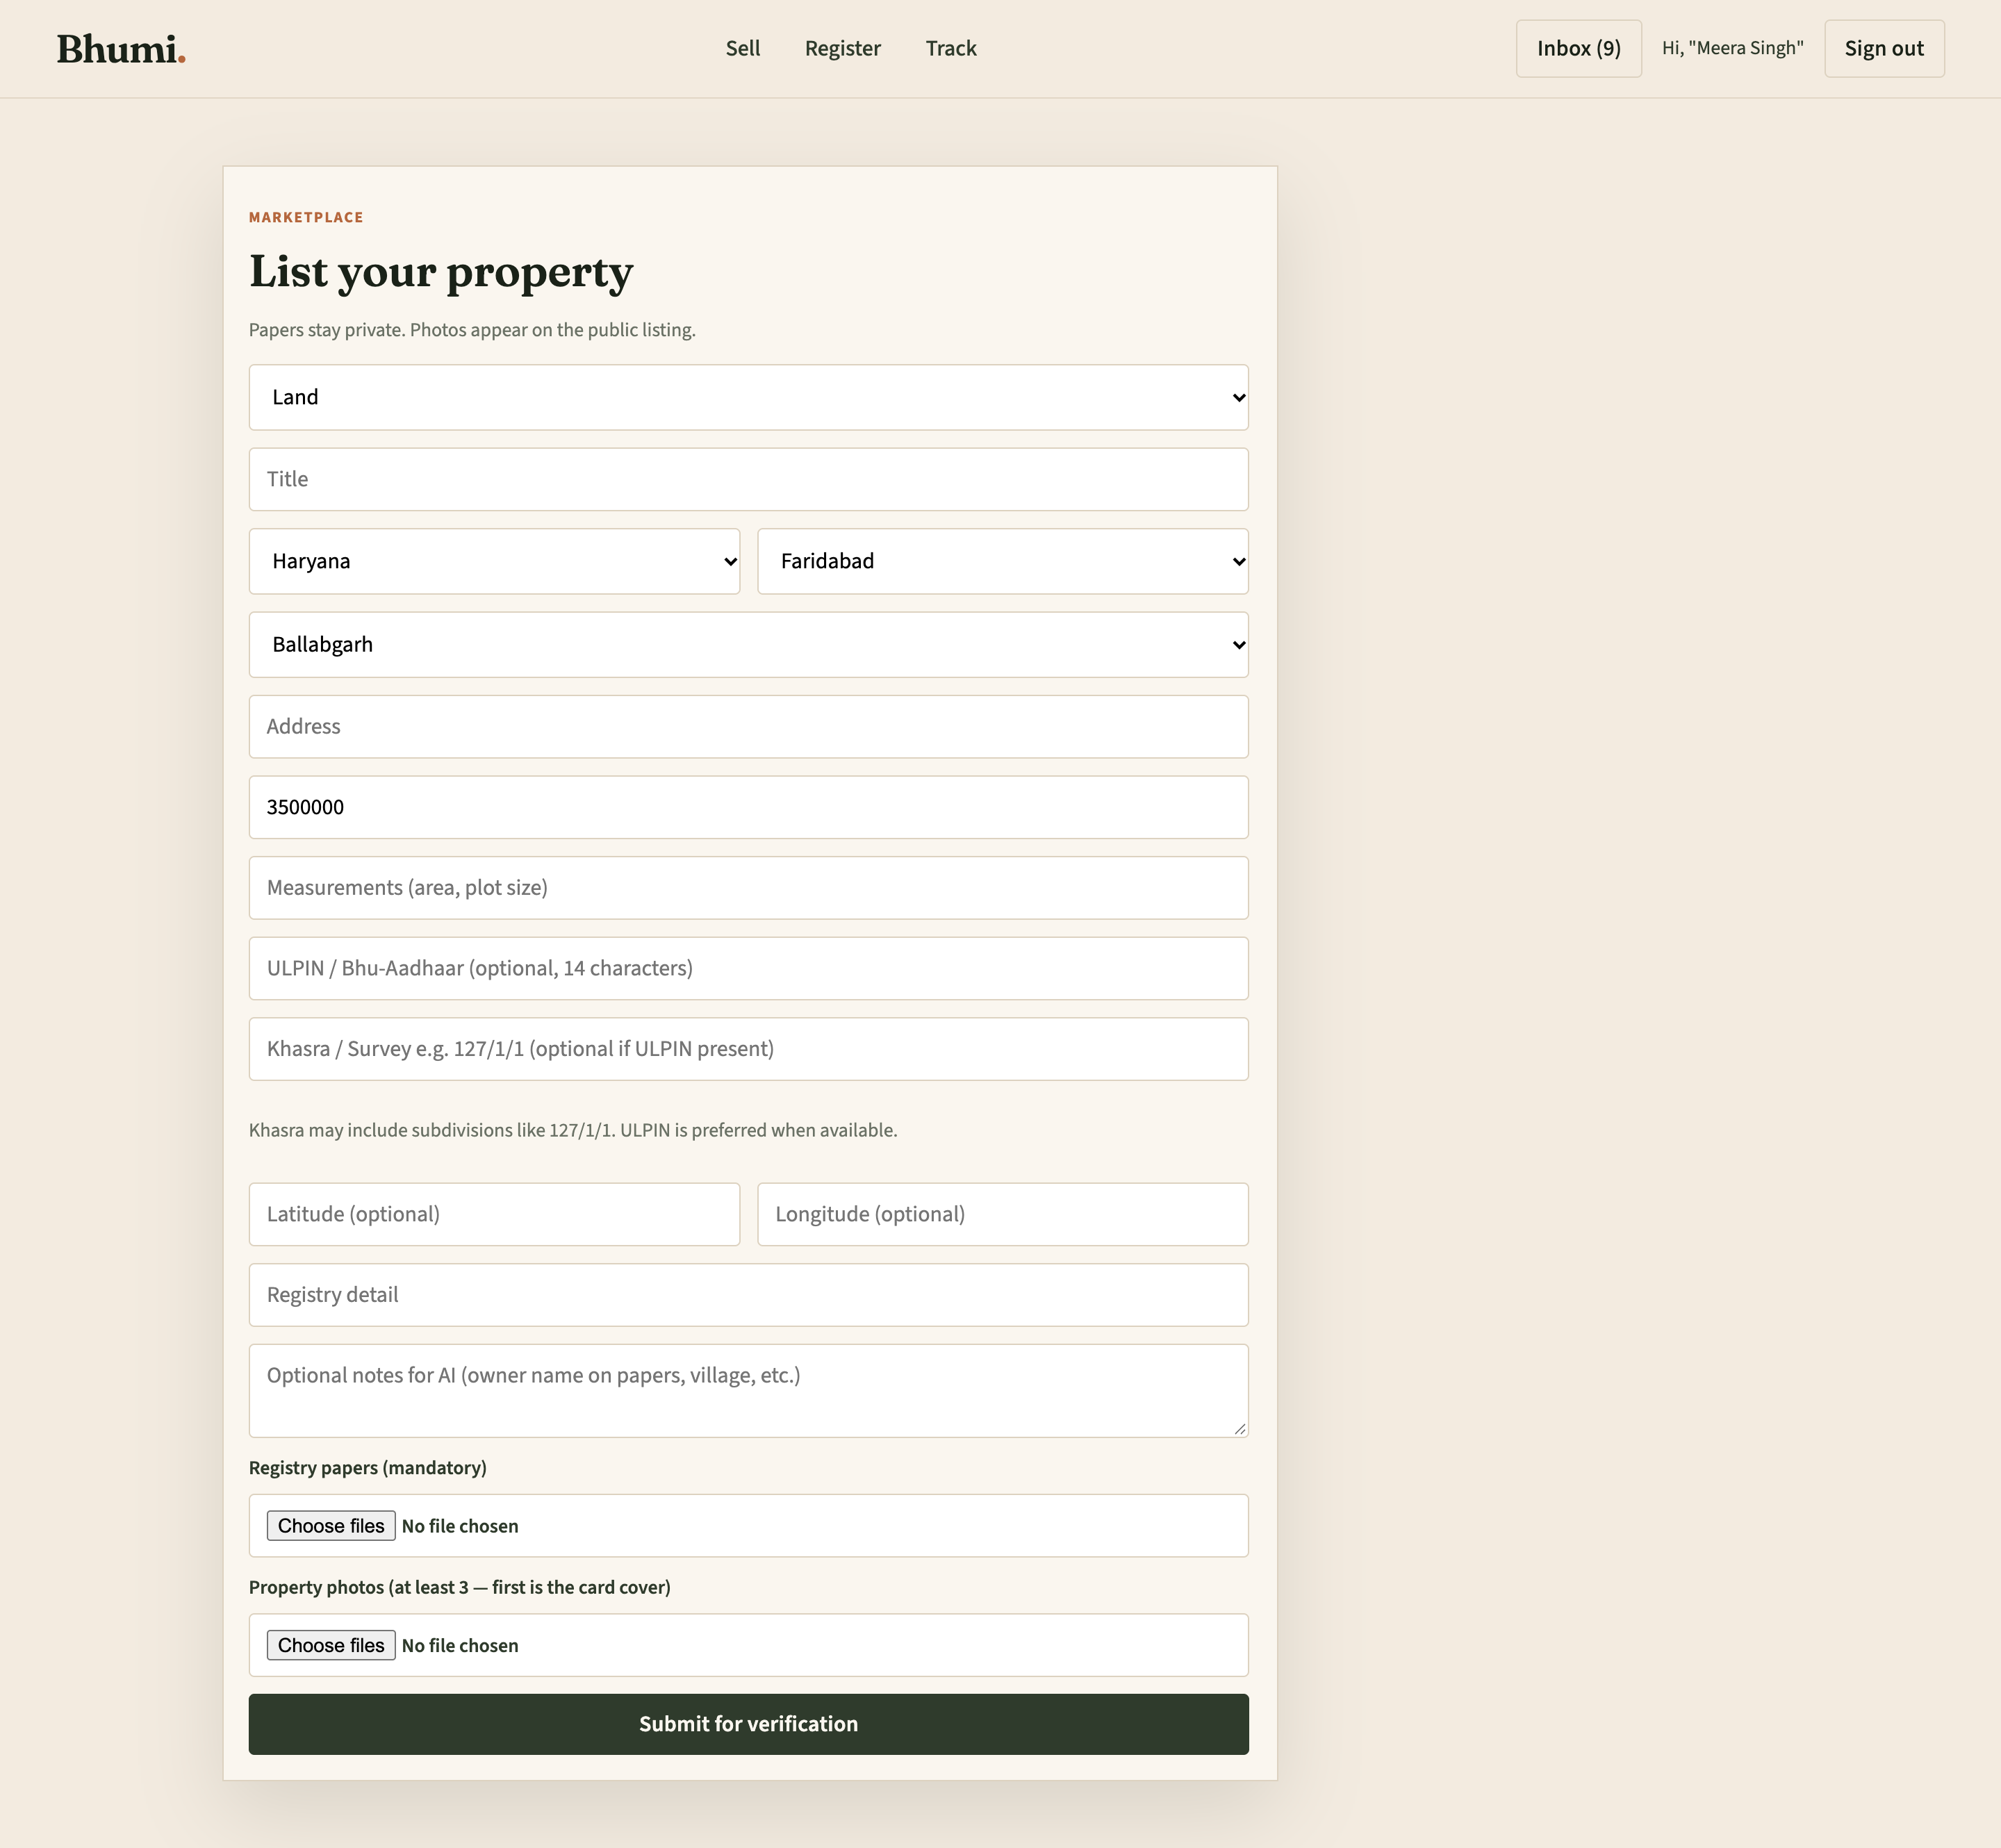 Bhumi.
Sell Register Track
Inbox (9) Hi, "Meera Singh" Sign out
MARKETPLACE
List your property
Papers stay private. Photos appear on the public listing.
Land
Title
Haryana Faridabad
Ballabgarh
Address
3500000
Measurements (area, plot size)
ULPIN / Bhu-Aadhaar (optional, 14 characters)
Khasra / Survey e.g. 127/1/1 (optional if ULPIN present)
Khasra may include subdivisions like 127/1/1. ULPIN is preferred when available.
Latitude (optional) Longitude (optional)
Registry detail
Optional notes for AI (owner name on papers, village, etc.)
Registry papers (mandatory)
Choose files No file chosen
Property photos (at least 3 — first is the card cover)
Choose files No file chosen
Submit for verification